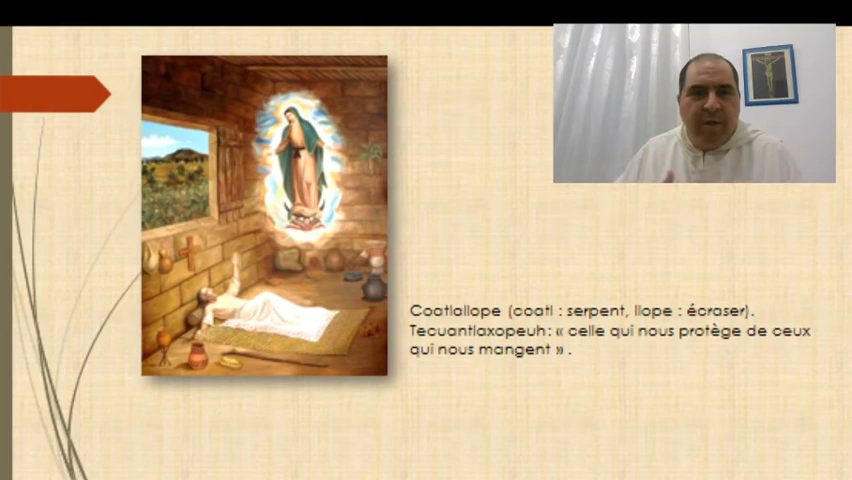 Coatlallope (coatl : serpent, llope : écraser).
Tecuantlaxopeuh: « celle qui nous protège de ceux
qui nous mangent » .